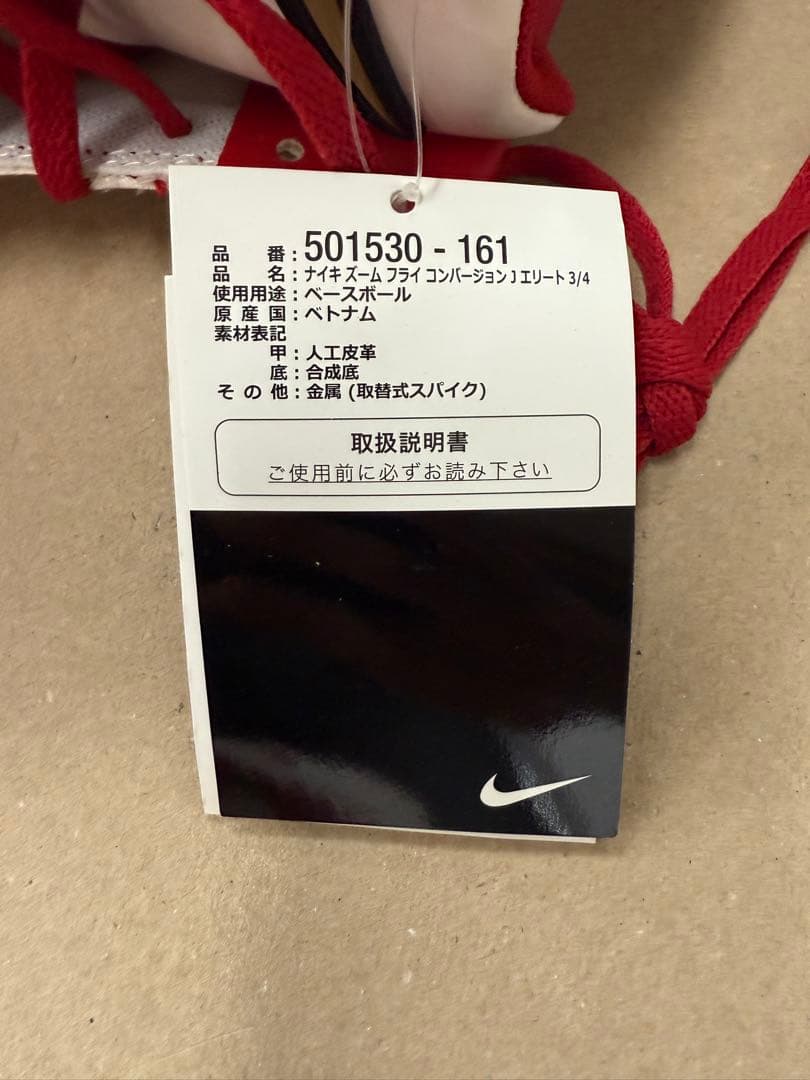 品番：501530 - 161
品名：ナイキ ズーム フライ コンバージョン J エリート 3/4
使用用途：ベースボール
原産国：ベトナム
素材表記
甲：人工皮革
底：合成底
その他：金属 (取替式スパイク)
取扱説明書
ご使用前に必ずお読み下さい